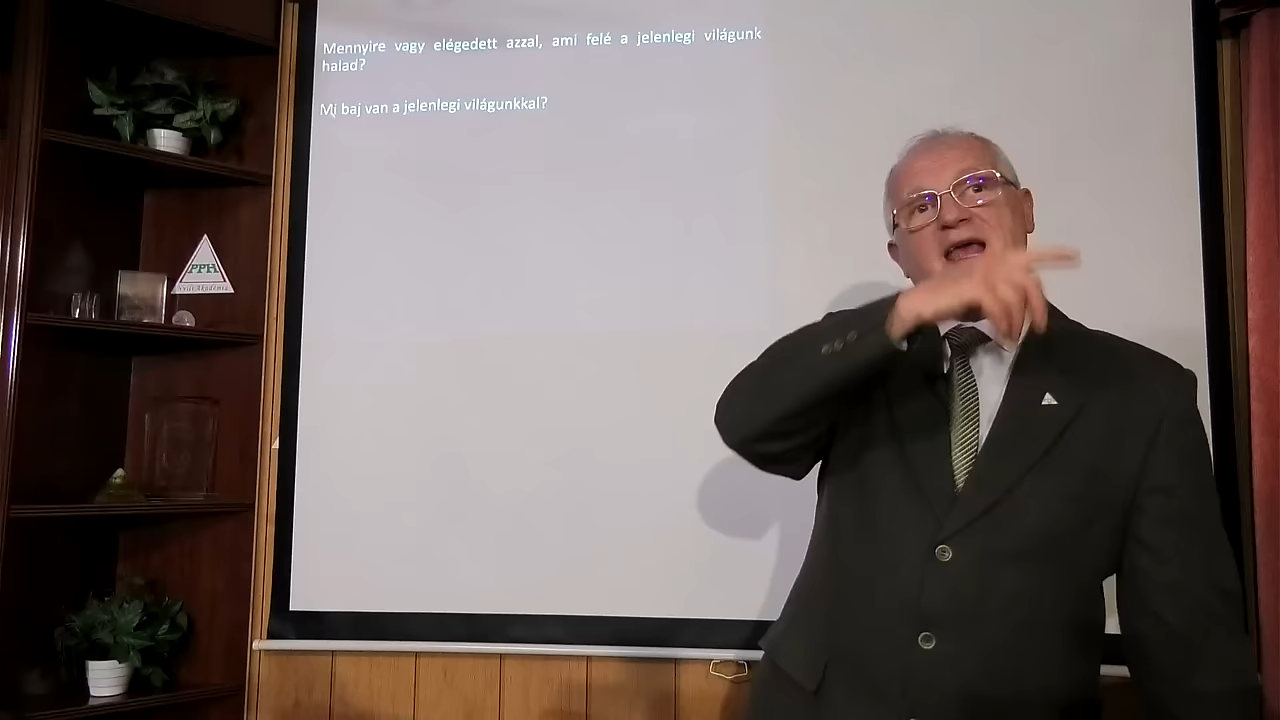 Mennyire vagy elégedett azzal, ami felé a jelenlegi világunk
halad?
Mi baj van a jelenlegi világunkkal?
PPH